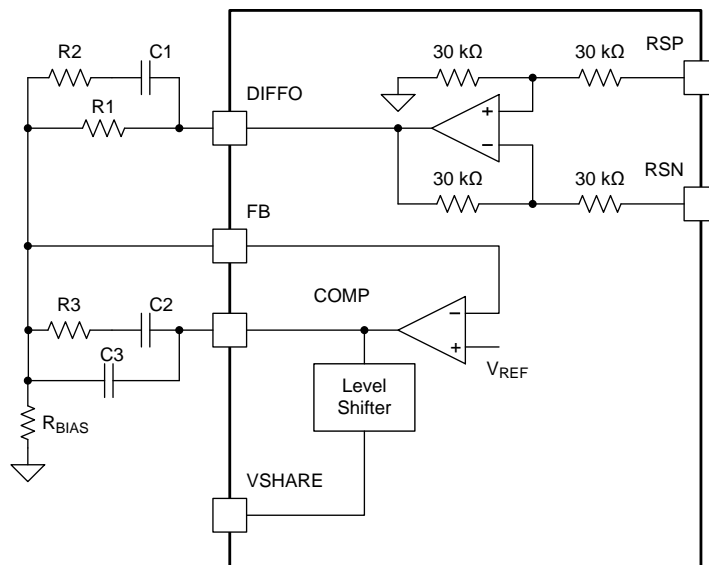 R2
C1
30 kΩ
30 kΩ
RSP
DIFFO
R1
+
−
30 kΩ
30 kΩ
RSN
FB
COMP
R3
C2
−
+
VREF
C3
Level
Shifter
RBIAS
VSHARE